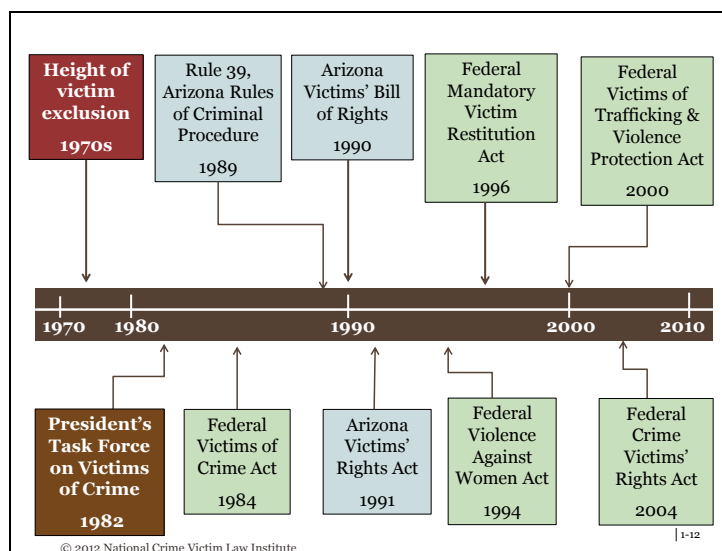 Height of
victim
exclusion
1970s
Rule 39,
Arizona Rules
of Criminal
Procedure
1989
Arizona
Victims' Bill
of Rights
1990
Federal
Mandatory
Victim
Restitution
Act
1996
Federal
Victims of
Trafficking &
Violence
Protection Act
2000
1970
1980
1990
2000
2010
President's
Task Force
on Victims
of Crime
1982
Federal
Victims of
Crime Act
1984
Arizona
Victims'
Rights Act
1991
Federal
Violence
Against
Women Act
1994
Federal
Crime
Victims'
Rights Act
2004
| 1-12
© 2012 National Crime Victim Law Institute